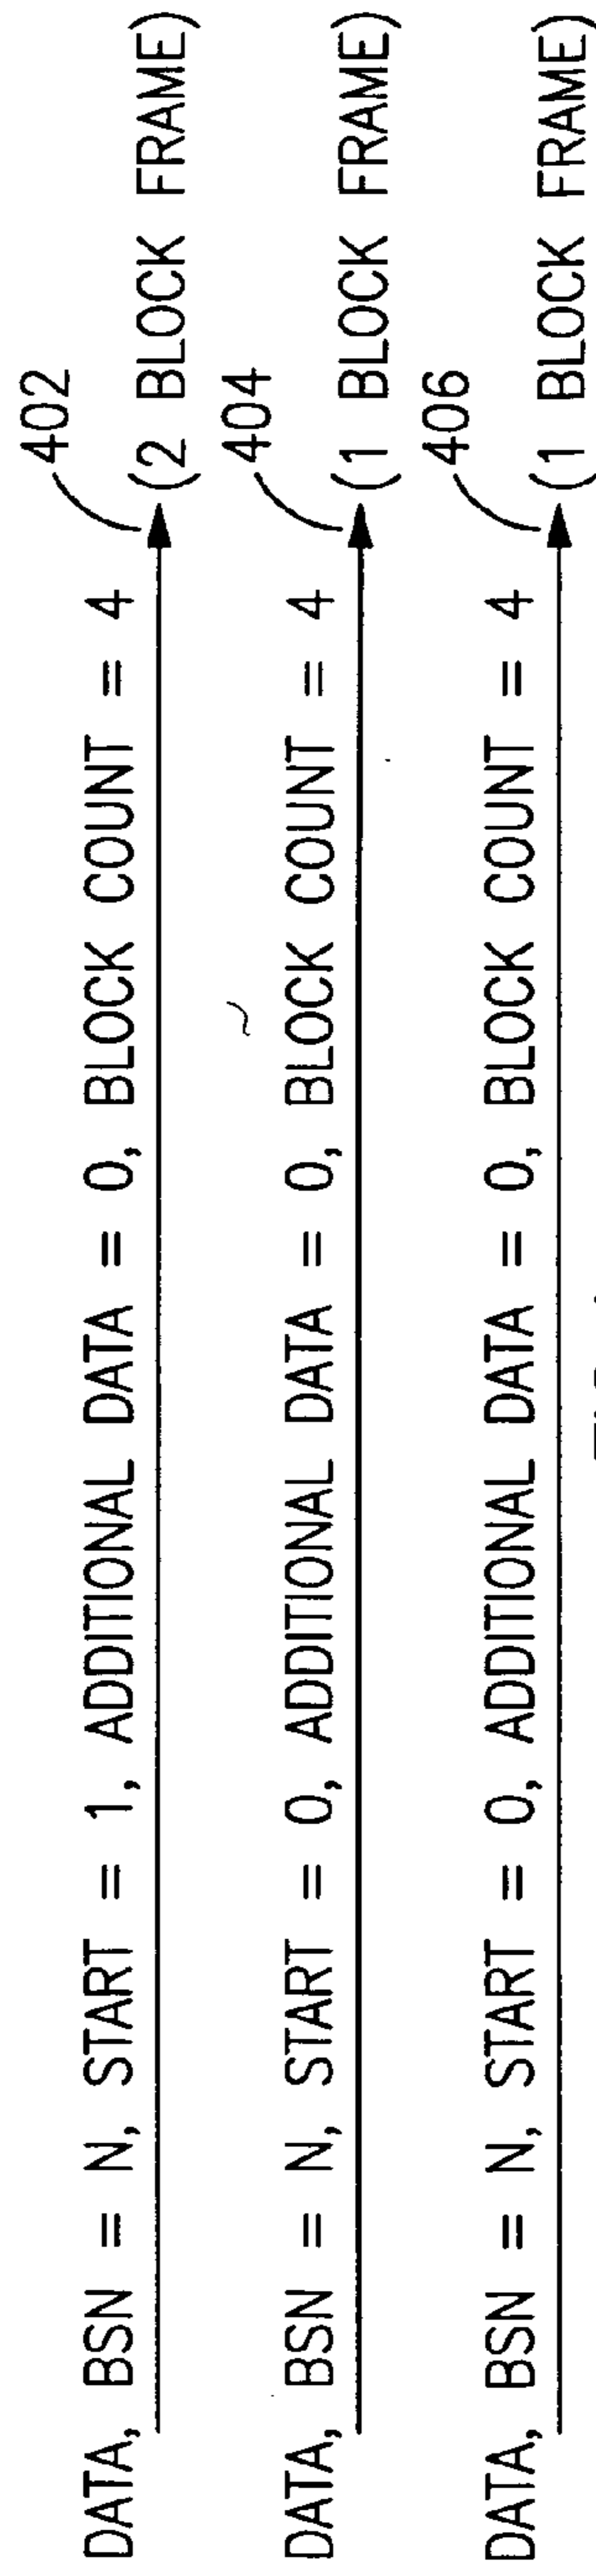 DATA, BSN = N, START = 1, ADDITIONAL DATA = 0, BLOCK COUNT = 4
402
(2 BLOCK FRAME)
DATA, BSN = N, START = 0, ADDITIONAL DATA = 0, BLOCK COUNT = 4
404
(1 BLOCK FRAME)
DATA, BSN = N, START = 0, ADDITIONAL DATA = 0, BLOCK COUNT = 4
406
(1 BLOCK FRAME)